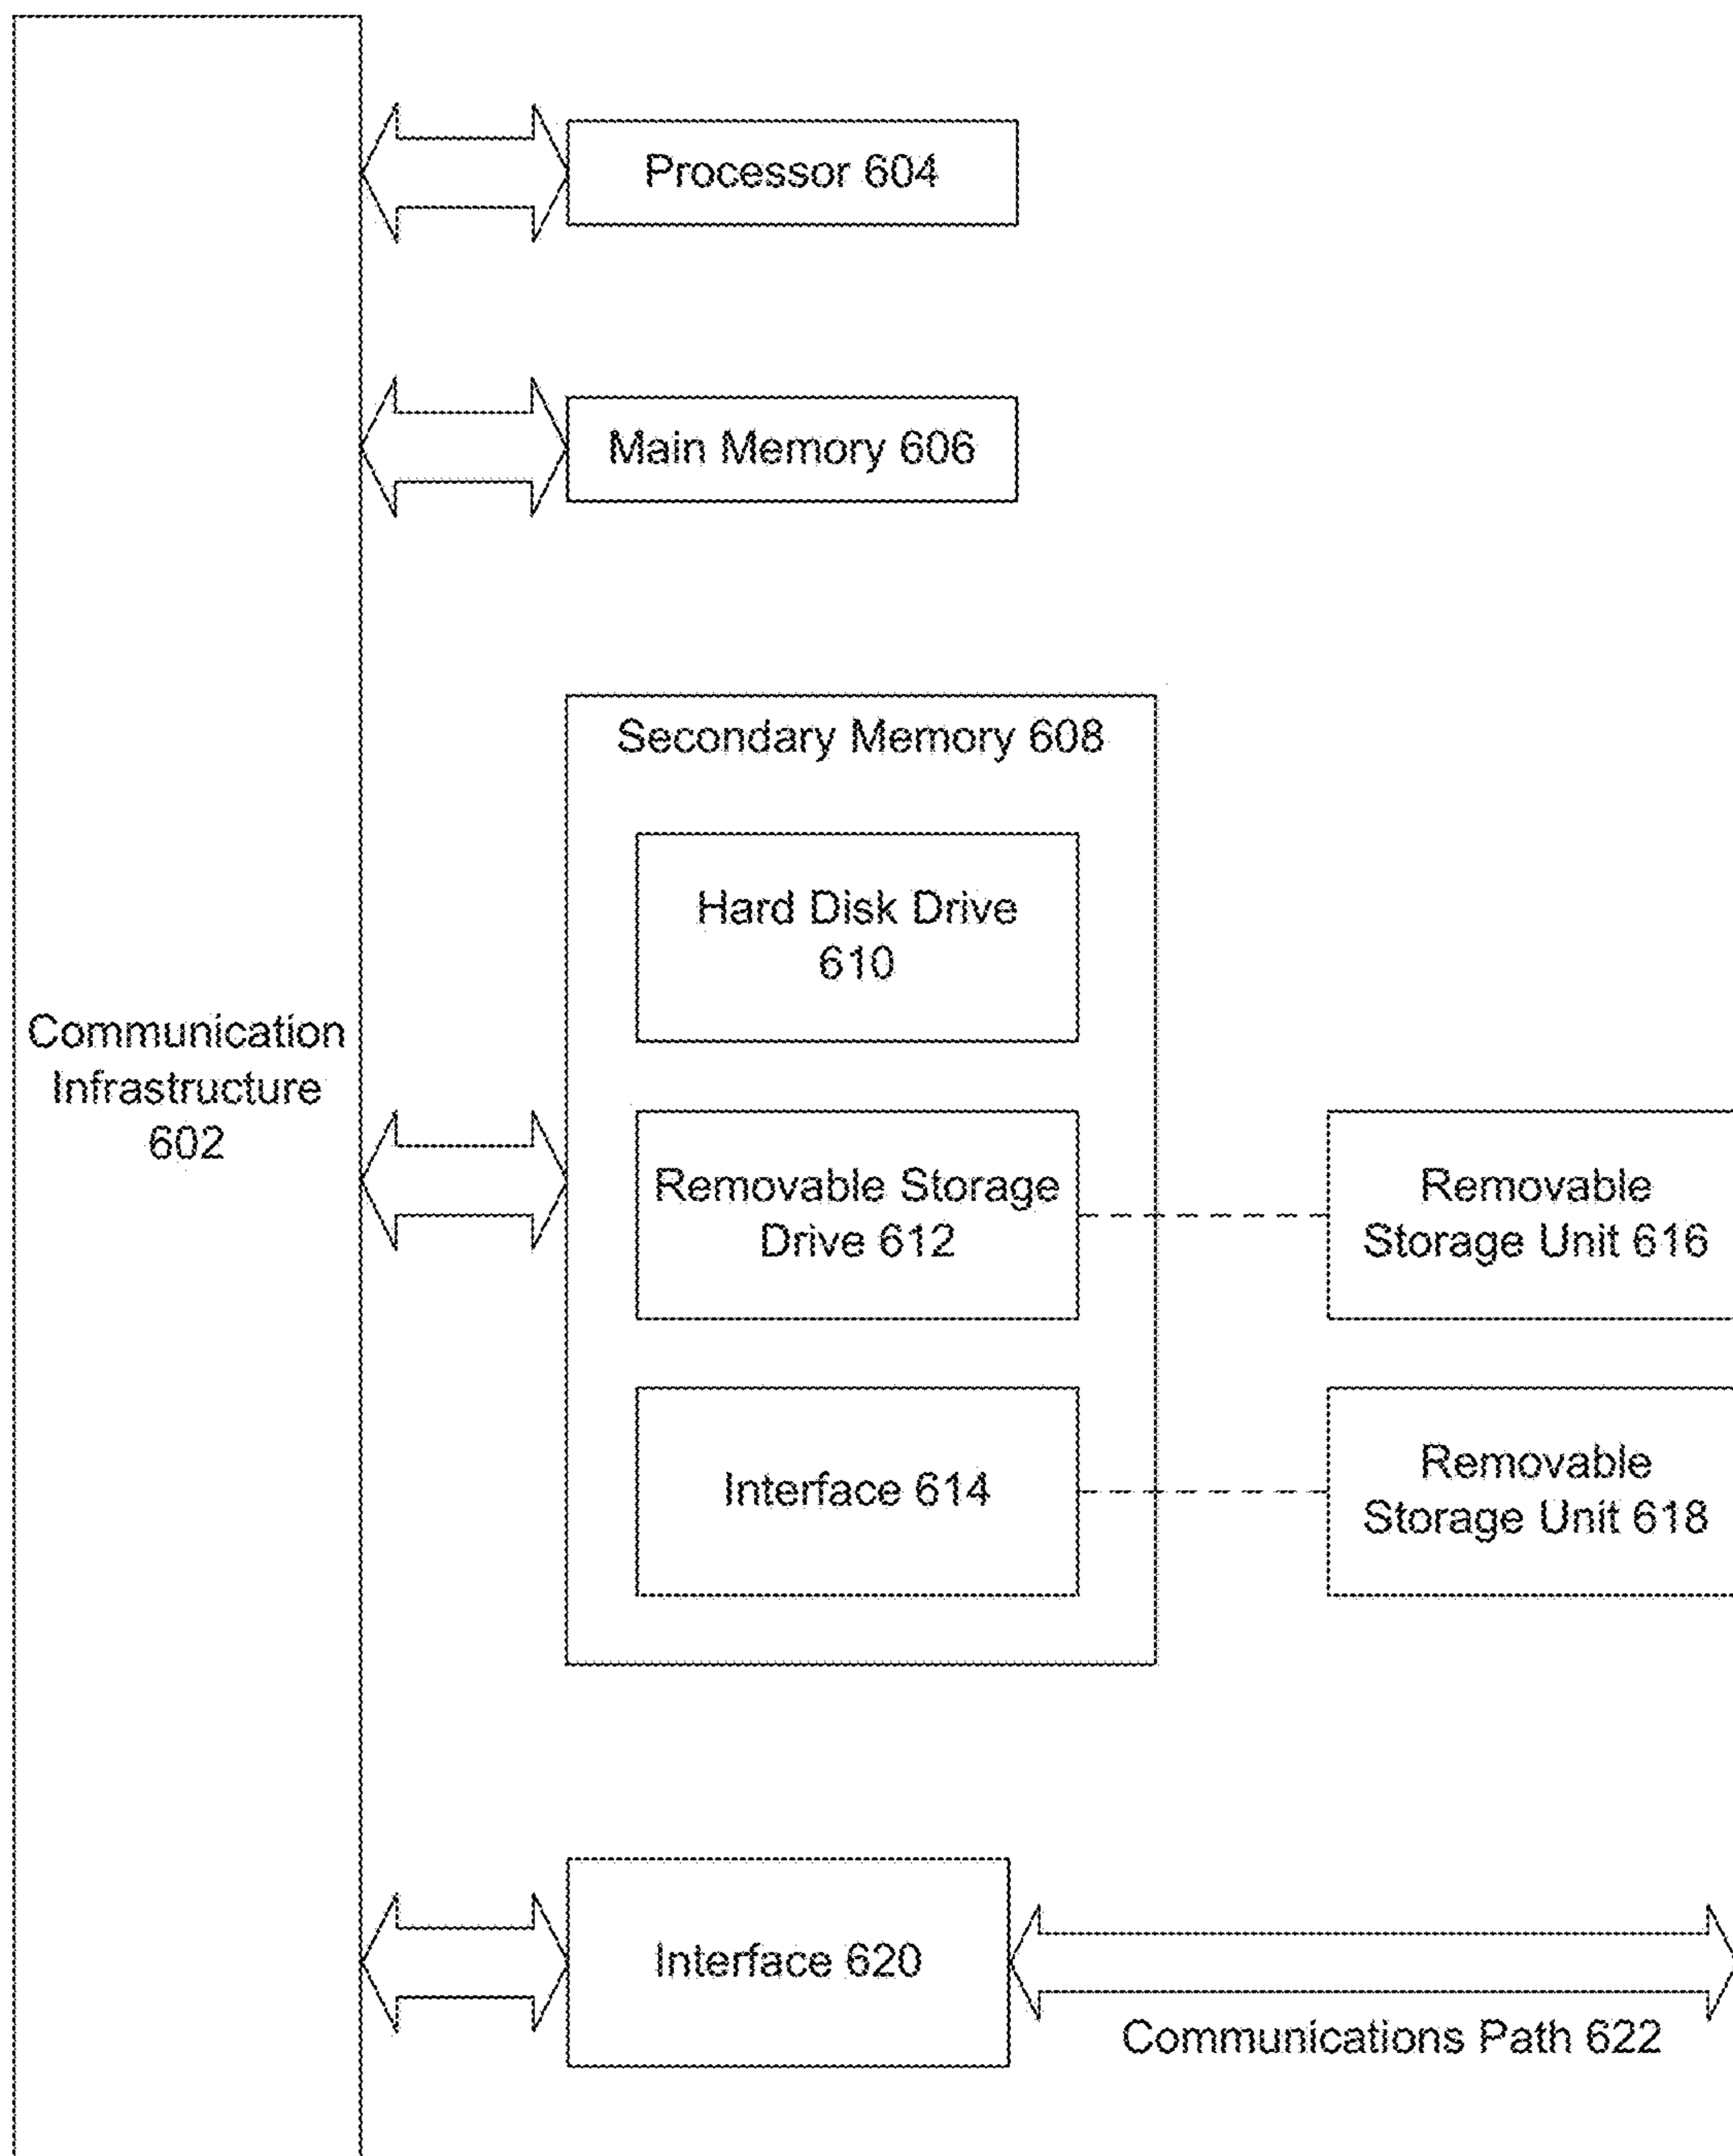 Processor 604
Main Memory 606
Secondary Memory 608
Hard Disk Drive
610
Communication
Infrastructure
602
Removable Storage
Drive 612
Removable
Storage Unit 616
Interface 614
Removable
Storage Unit 618
Interface 620
Communications Path 622